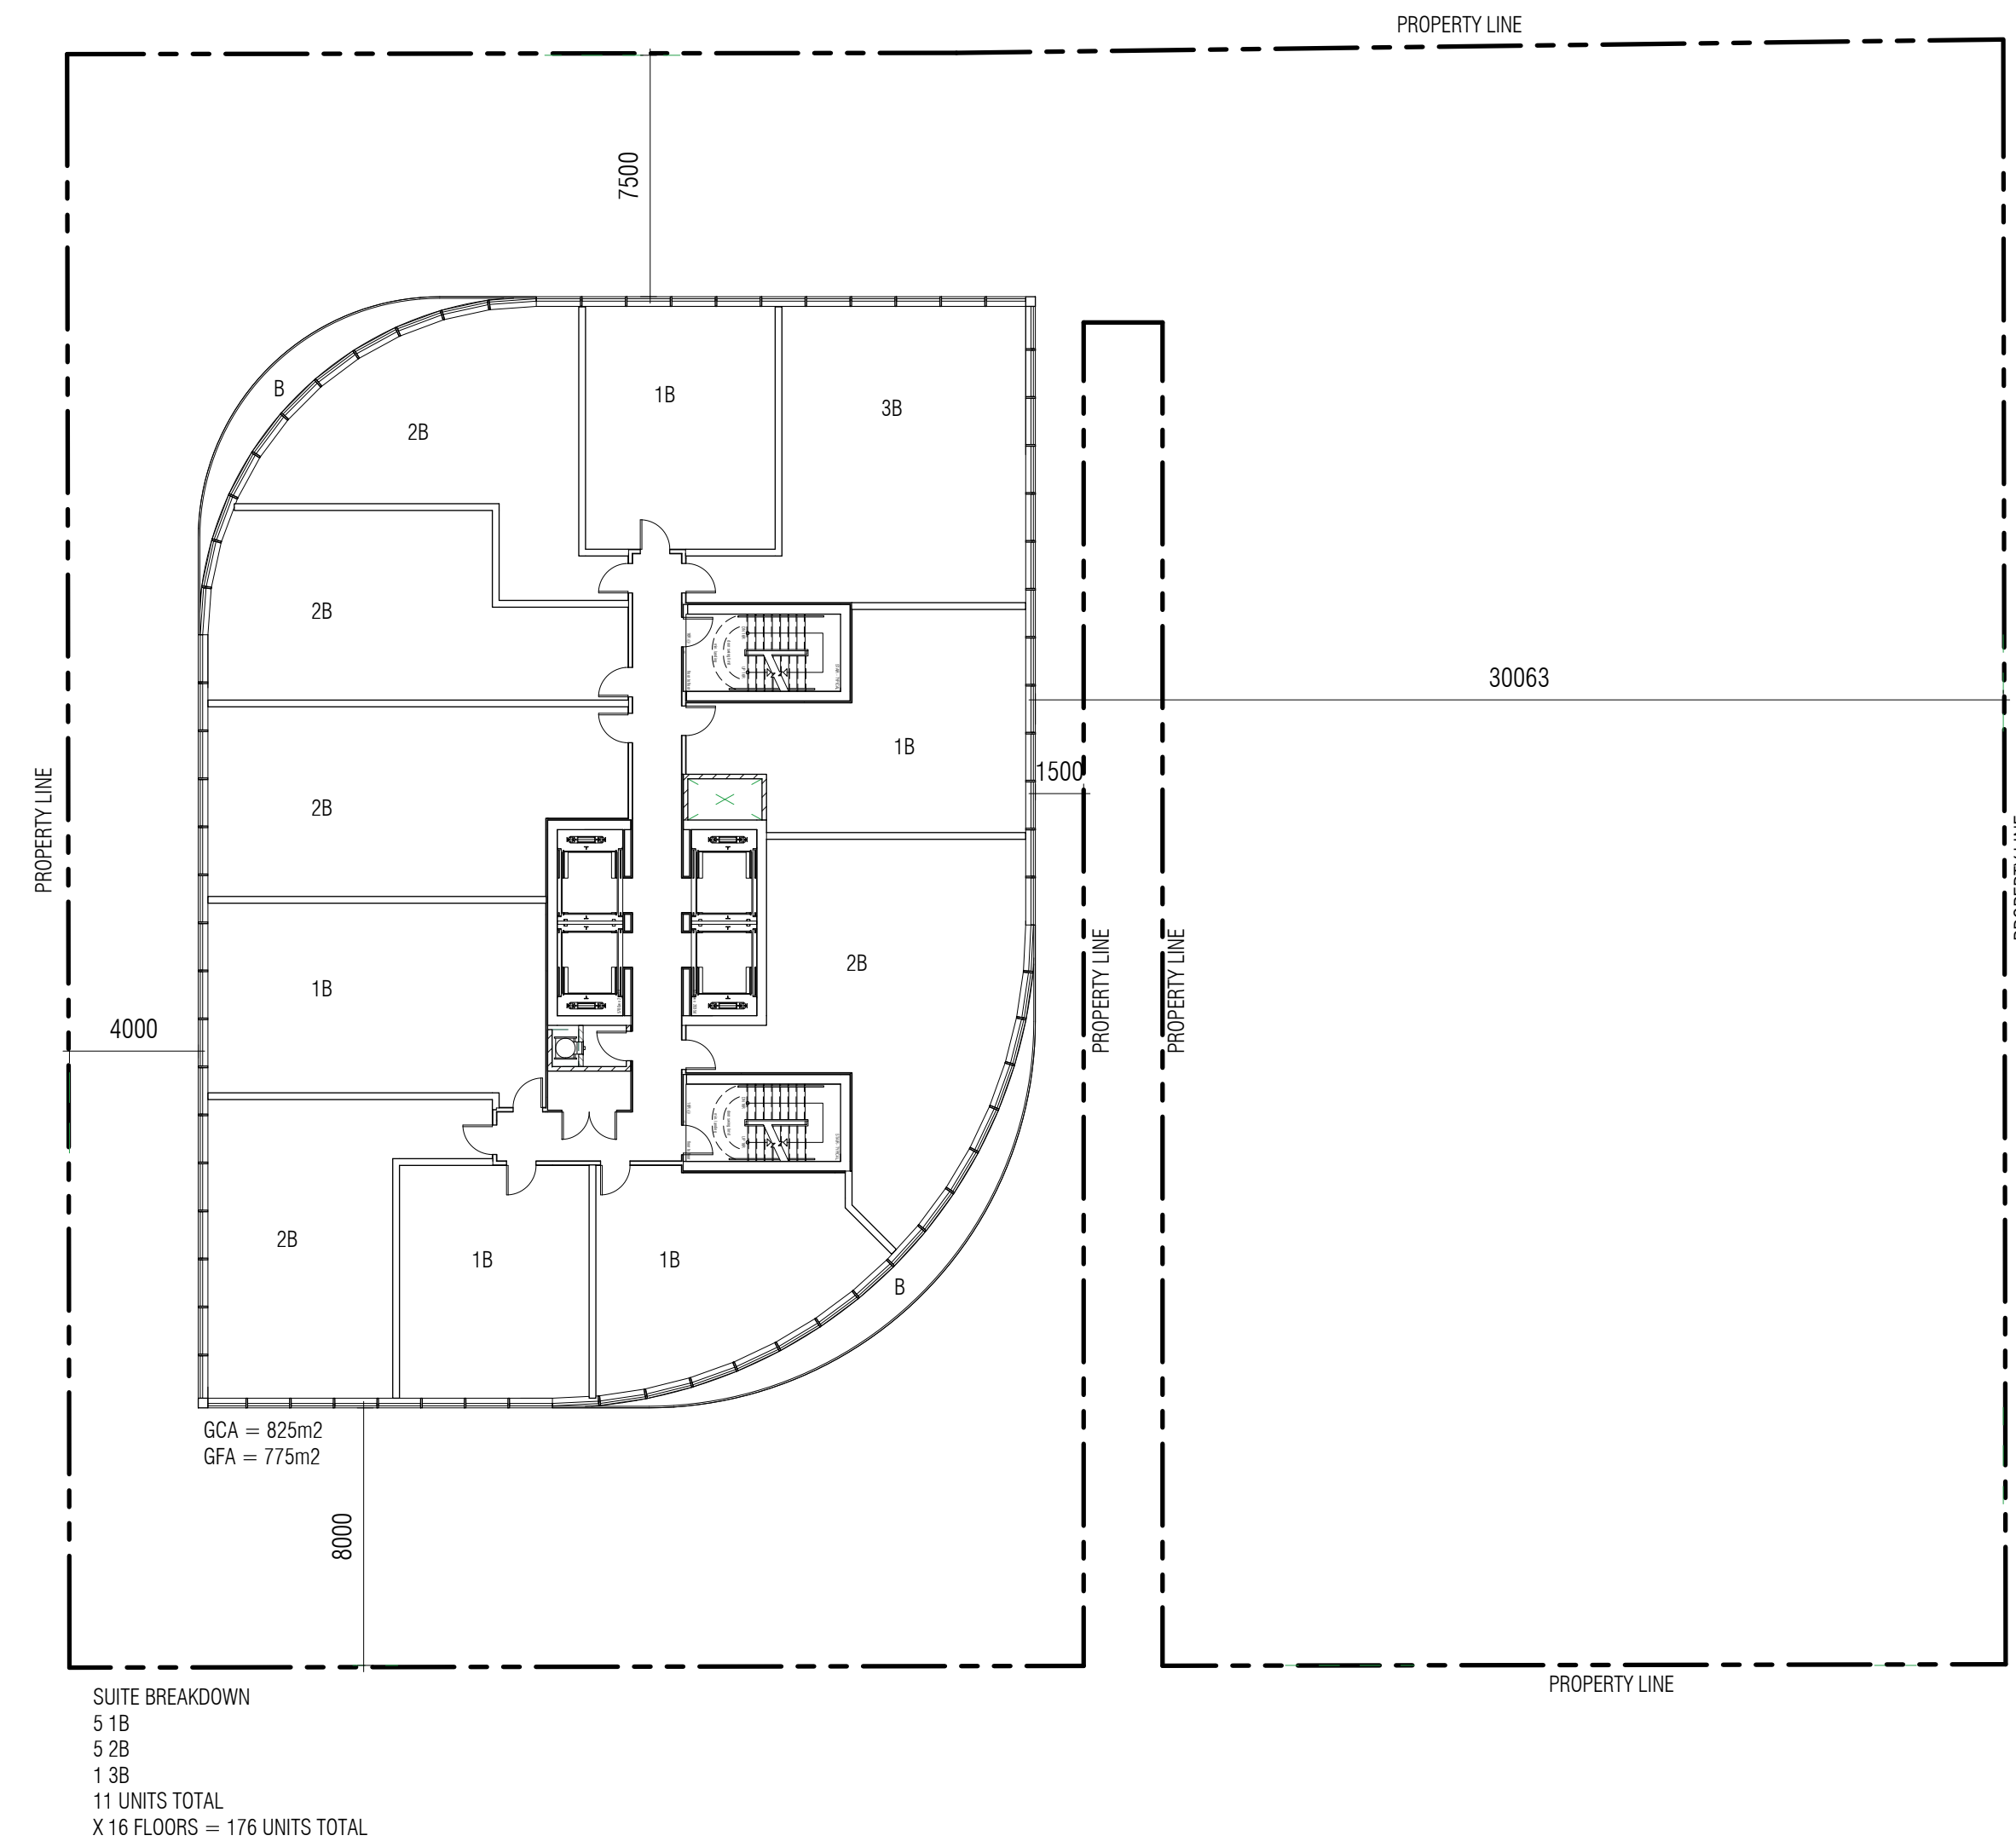 PROPERTY LINE
7500
B
1B
3B
2B
2B
30063
1B
1500
PROPERTY LINE
2B
2B
PROPERTY LINE
PROPERTY LINE
PROPERTY LINE
1B
4000
2B
1B
1B
B
GCA = 825m2
GFA = 775m2
8000
PROPERTY LINE
SUITE BREAKDOWN
5 1B
5 2B
1 3B
11 UNITS TOTAL
X 16 FLOORS = 176 UNITS TOTAL